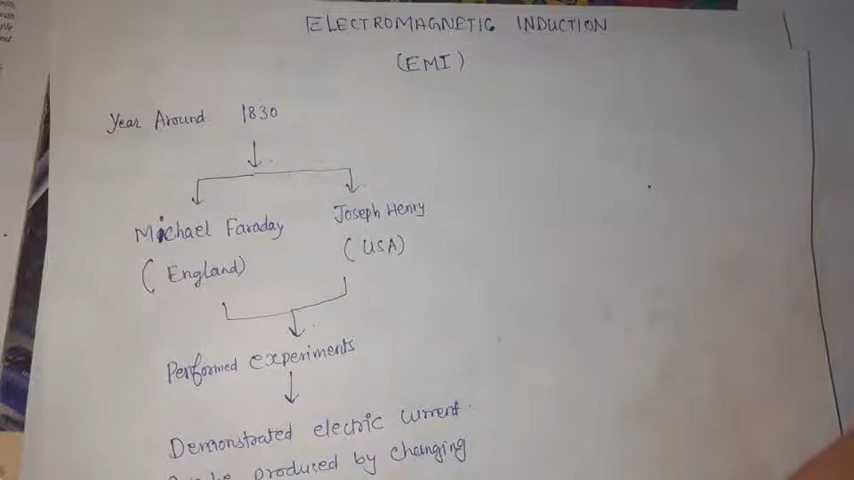 ELECTROMAGNETIC INDUCTION
(EMI)
Year Around 1830
Michael Faraday
Joseph Henry
(England)
(USA)
Performed experiments
Demonstrated electric current
be produced by changing